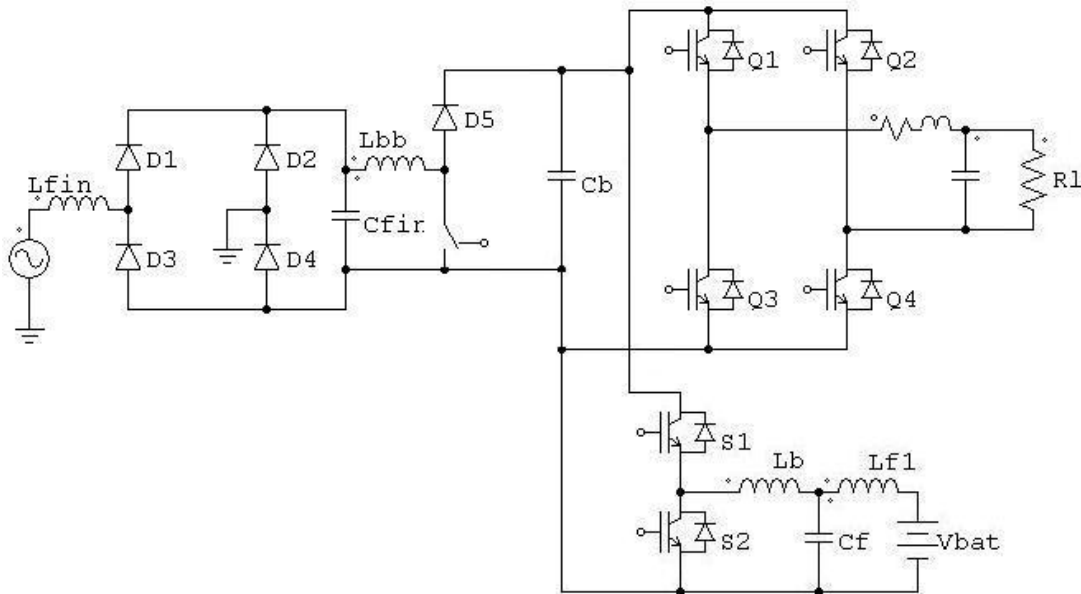 Q1
Q2
D5
Lbb
D1
D2
Lfin
Cb
Rl
Cfin
D3
D4
Q3
Q4
S1
Lb
Lf1
S2
Cf
Vbat